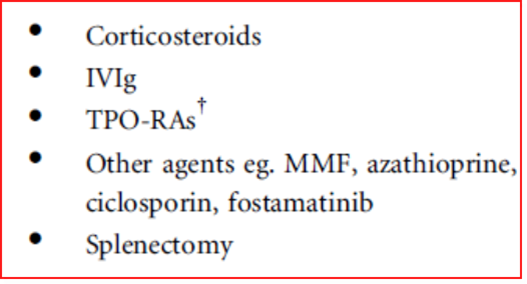 • Corticosteroids
• IVIg
• TPO-RAs†
• Other agents eg. MMF, azathioprine,
ciclosporin, fostamatinib
• Splenectomy